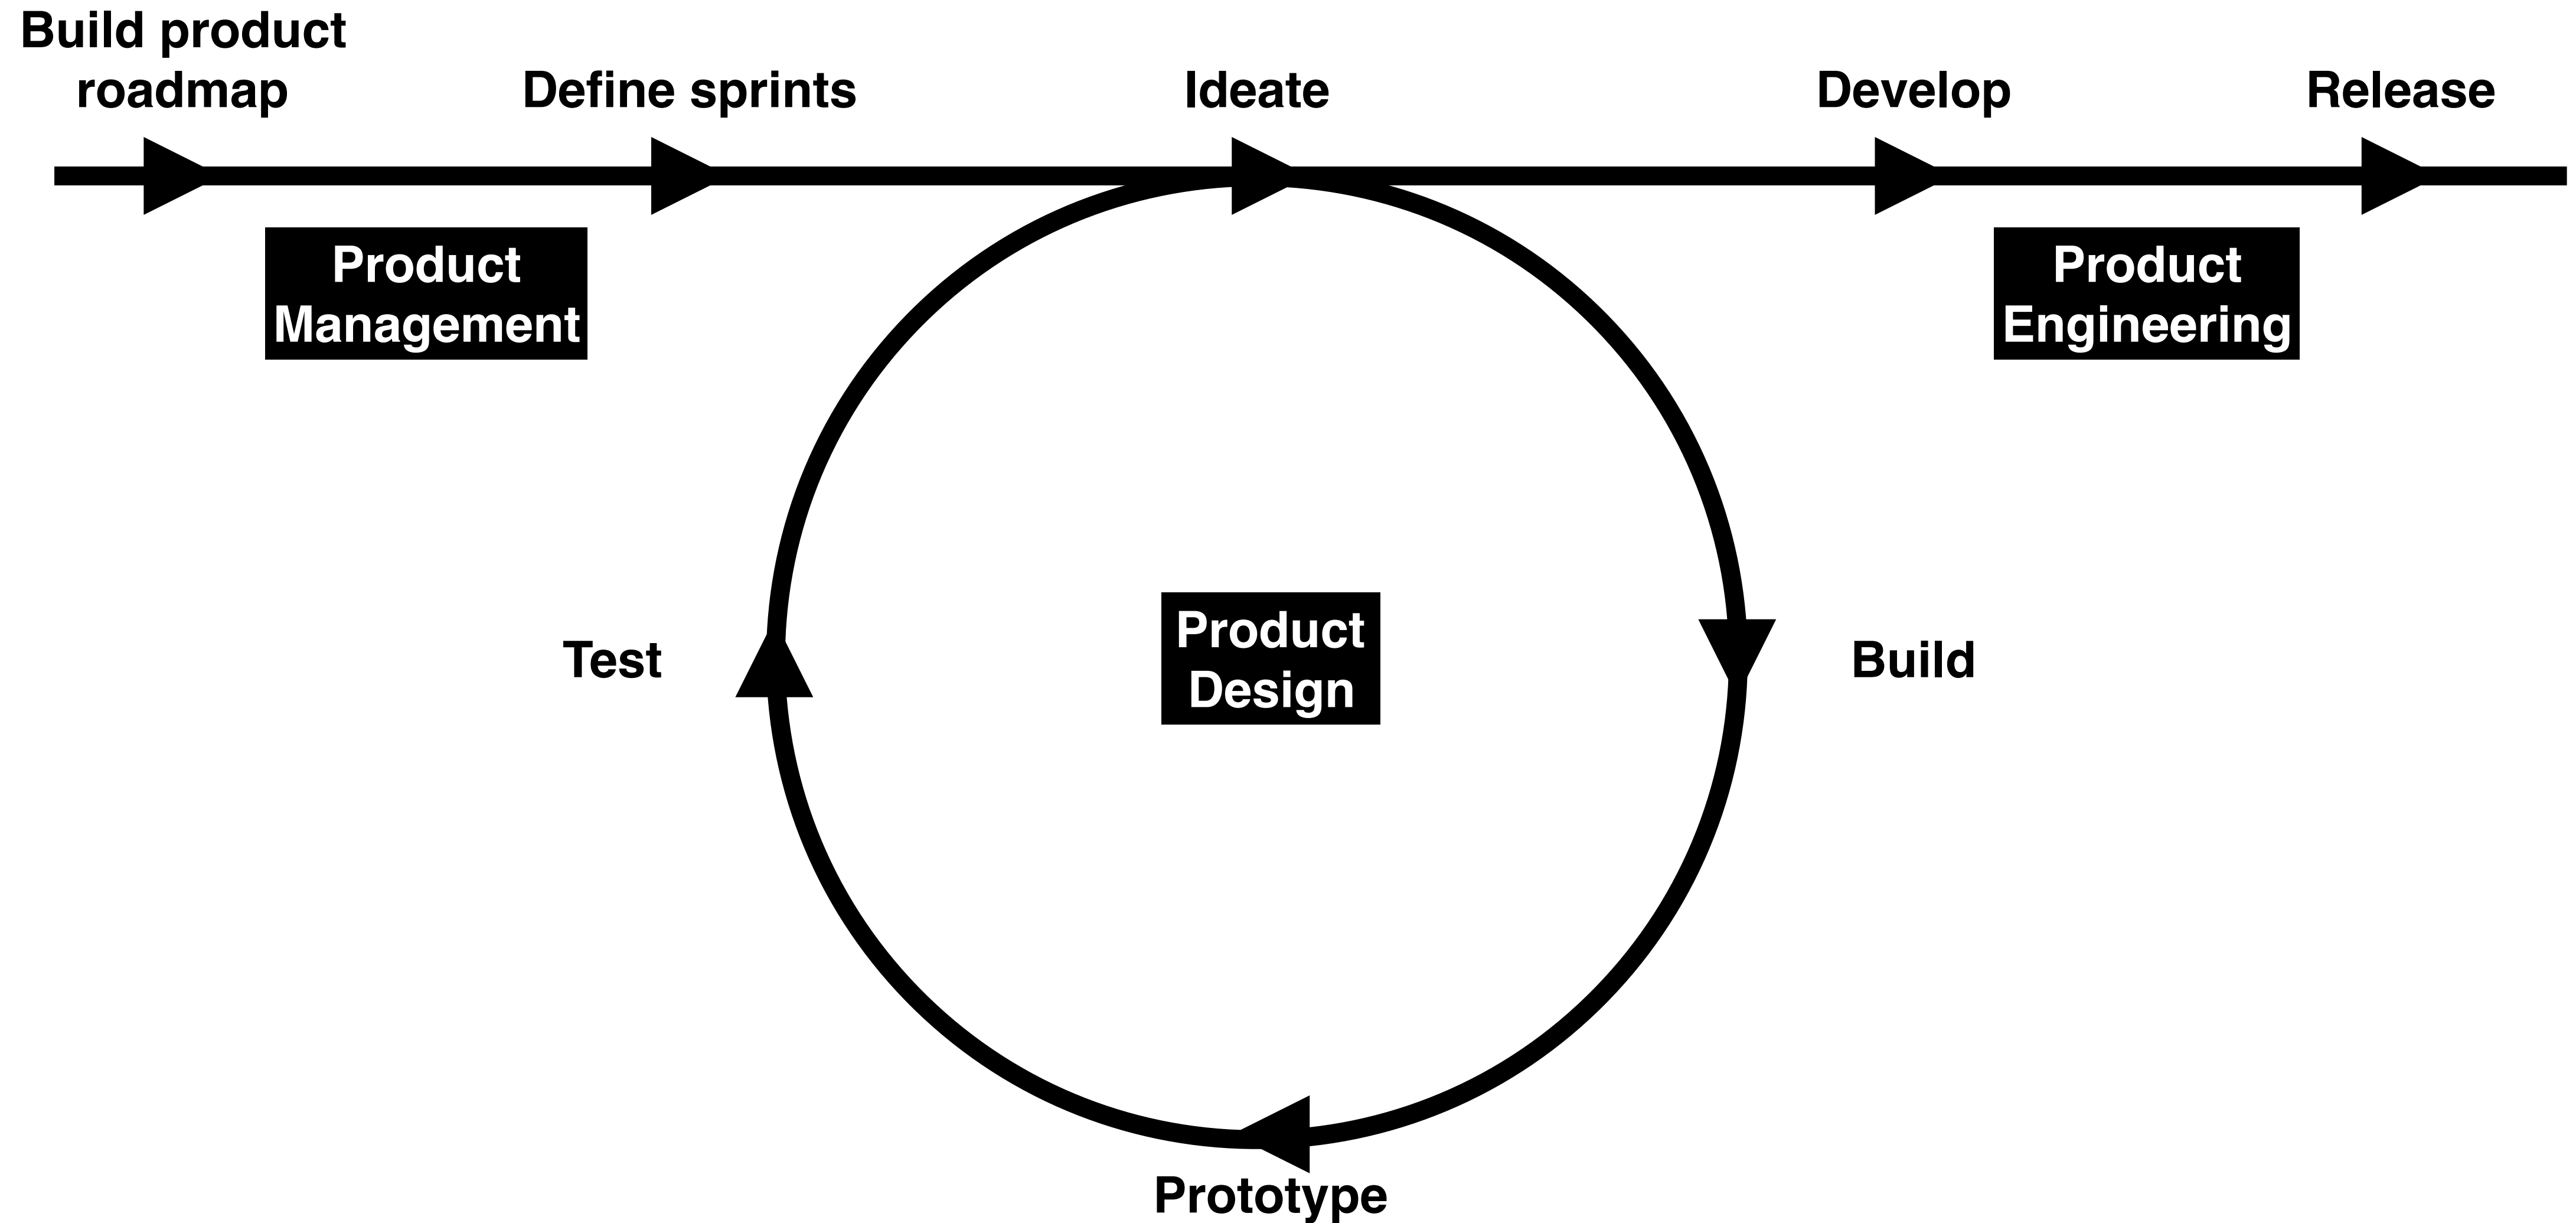 Build product
roadmap
Define sprints
Ideate
Develop
Release
Product
Management
Product
Engineering
Test
Product
Design
Build
Prototype